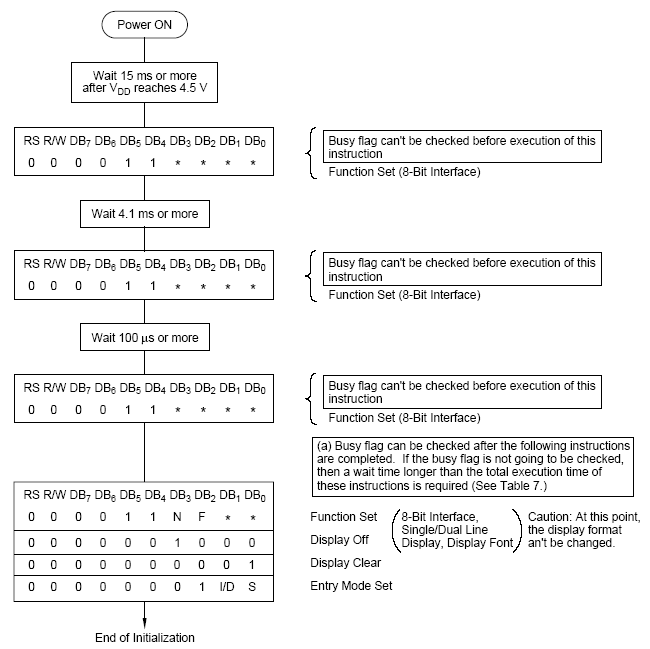 Power ON
Wait 15 ms or more
after VDD reaches 4.5 V
RS R/W DB7 DB6 DB5 DB4 DB3 DB2 DB1 DB0
0 0 0 0 1 1 * * * *
Busy flag can't be checked before execution of this
instruction
Function Set (8-Bit Interface)
Wait 4.1 ms or more
RS R/W DB7 DB6 DB5 DB4 DB3 DB2 DB1 DB0
0 0 0 0 1 1 * * * *
Busy flag can't be checked before execution of this
instruction
Function Set (8-Bit Interface)
Wait 100 μs or more
RS R/W DB7 DB6 DB5 DB4 DB3 DB2 DB1 DB0
0 0 0 0 1 1 * * * *
Busy flag can't be checked before execution of this
instruction
Function Set (8-Bit Interface)
(a) Busy flag can be checked after the following instructions
are completed. If the busy flag is not going to be checked,
then a wait time longer than the total execution time of
these instructions is required (See Table 7.)
RS R/W DB7 DB6 DB5 DB4 DB3 DB2 DB1 DB0
0 0 0 0 1 1 N F * *
0 0 0 0 0 0 1 0 0 0
0 0 0 0 0 0 0 0 0 1
0 0 0 0 0 0 0 1 I/D S
Function Set
Display Off
Display Clear
Entry Mode Set
8-Bit Interface,
Single/Dual Line
Display, Display Font
Caution: At this point,
the display format
an't be changed.
End of Initialization